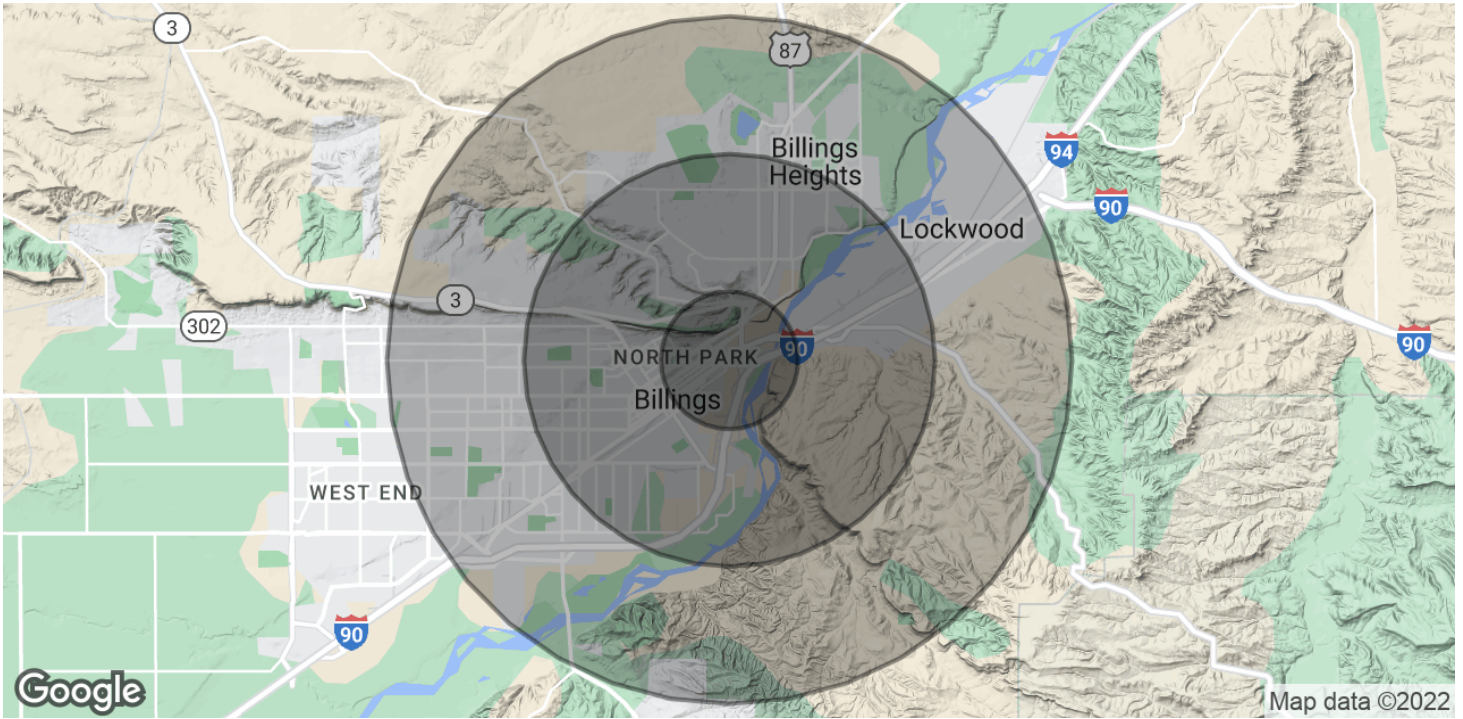 3
87
Billings
Heights
94
90
Lockwood
3
302
NORTH PARK
90
90
Billings
WEST END
90
Google
Map data ©2022